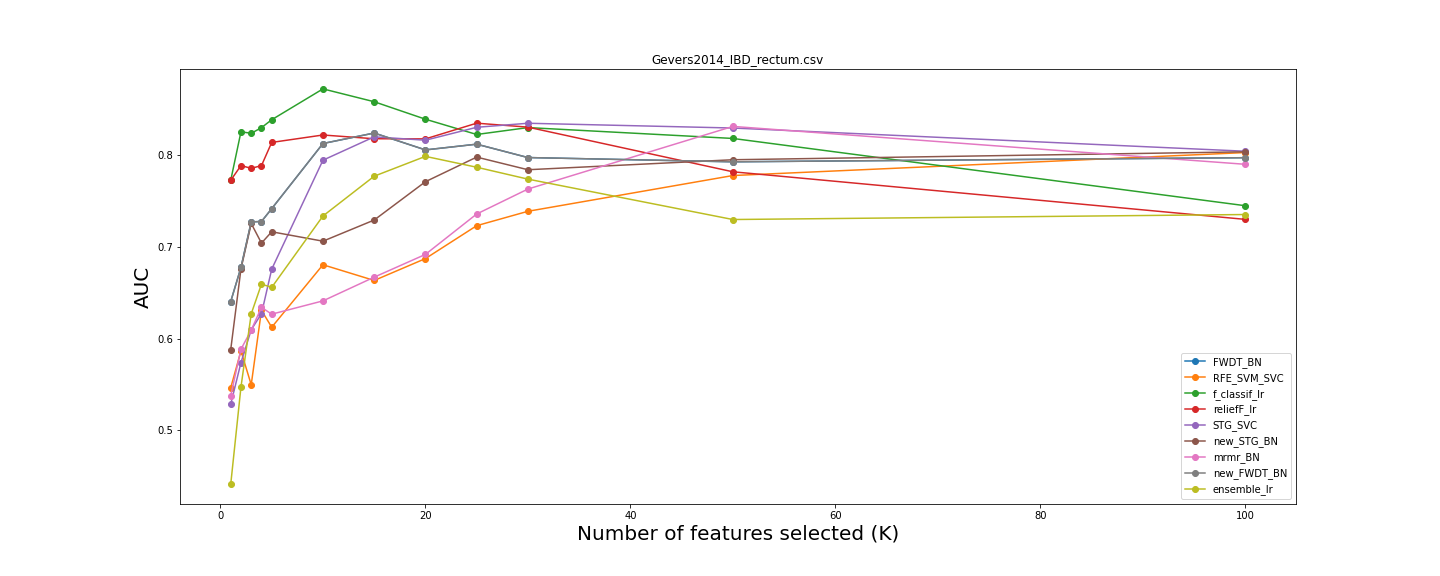 Gevers2014_IBD_rectum.csv
AUC
0.8
0.7
0.6
0.5
0
20
40
60
80
100
Number of features selected (K)
FWDT_BN
RFE_SVM_SVC
f_classif_lr
reliefF_lr
STG_SVC
new_STG_BN
mrmr_BN
new_FWDT_BN
ensemble_lr